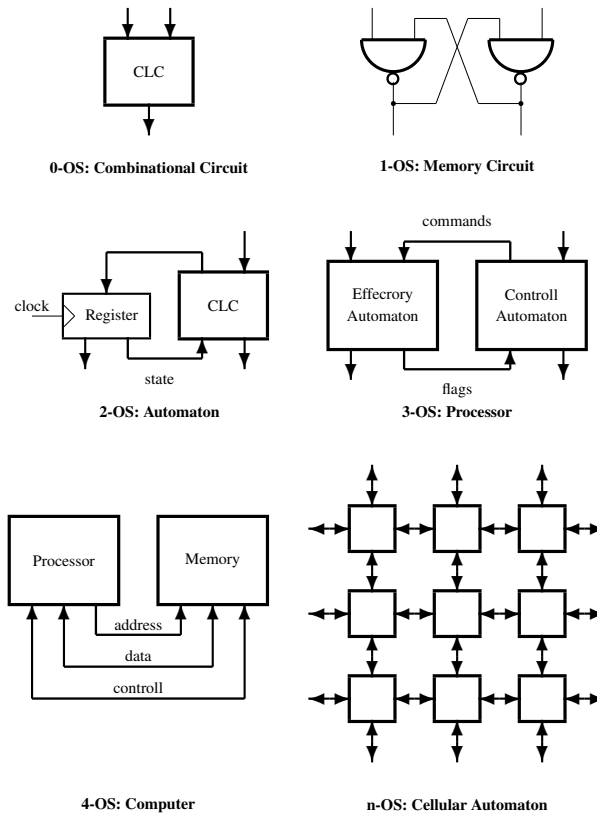 CLC
0-OS: Combinational Circuit
1-OS: Memory Circuit
clock
Register
CLC
state
2-OS: Automaton
commands
Effecrory
Automaton
Controll
Automaton
flags
3-OS: Processor
Processor
Memory
address
data
controll
4-OS: Computer
n-OS: Cellular Automaton